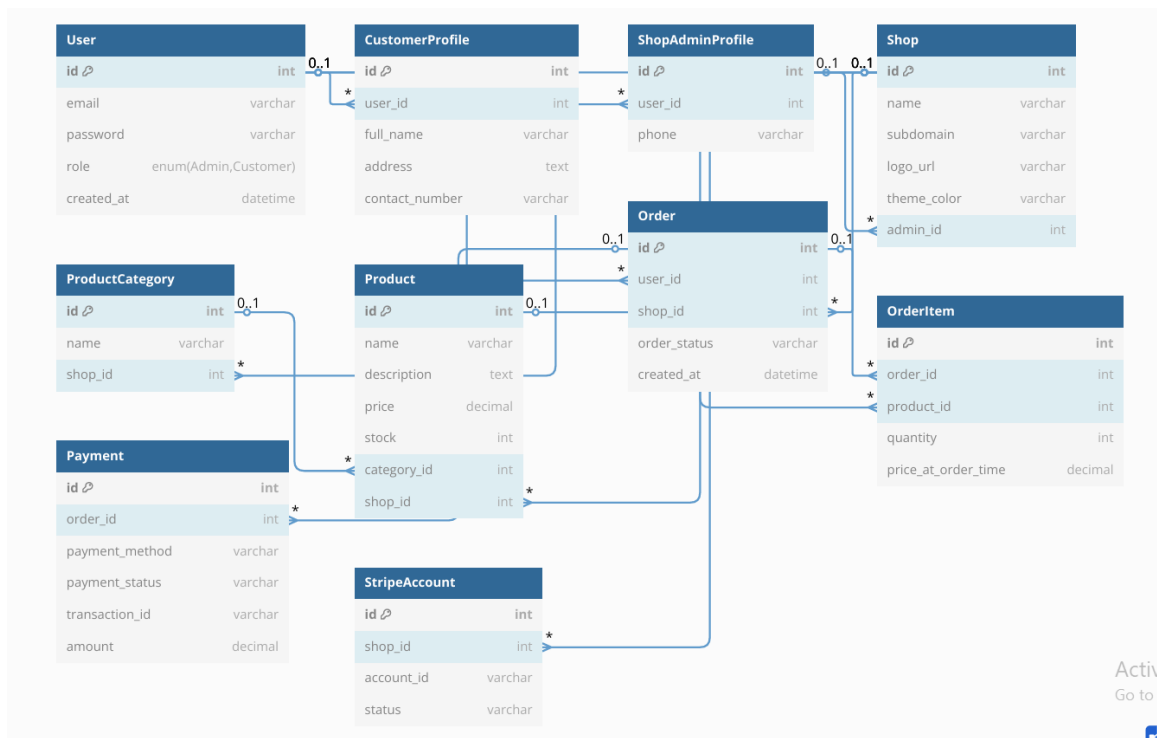 User
id int
email varchar
password varchar
role enum(Admin,Customer)
created_at datetime
0..1
CustomerProfile
id int
* user_id int
full_name varchar
address text
contact_number varchar
ShopAdminProfile
id int
* user_id int
phone varchar
0..1
0..1
Shop
id int
name varchar
subdomain varchar
logo_url varchar
theme_color varchar
* admin_id int
Order
0..1 id int 0..1
* user_id int
shop_id int *
order_status varchar
created_at datetime
ProductCategory
id int 0..1
name varchar
shop_id int *
Product
id int 0..1
name varchar
description text
price decimal
stock int
* category_id int
shop_id int *
OrderItem
id int
* order_id int
* product_id int
quantity int
price_at_order_time decimal
Payment
id int
order_id int *
payment_method varchar
payment_status varchar
transaction_id varchar
amount decimal
StripeAccount
id int
shop_id int *
account_id varchar
status varchar
Activ
Go to